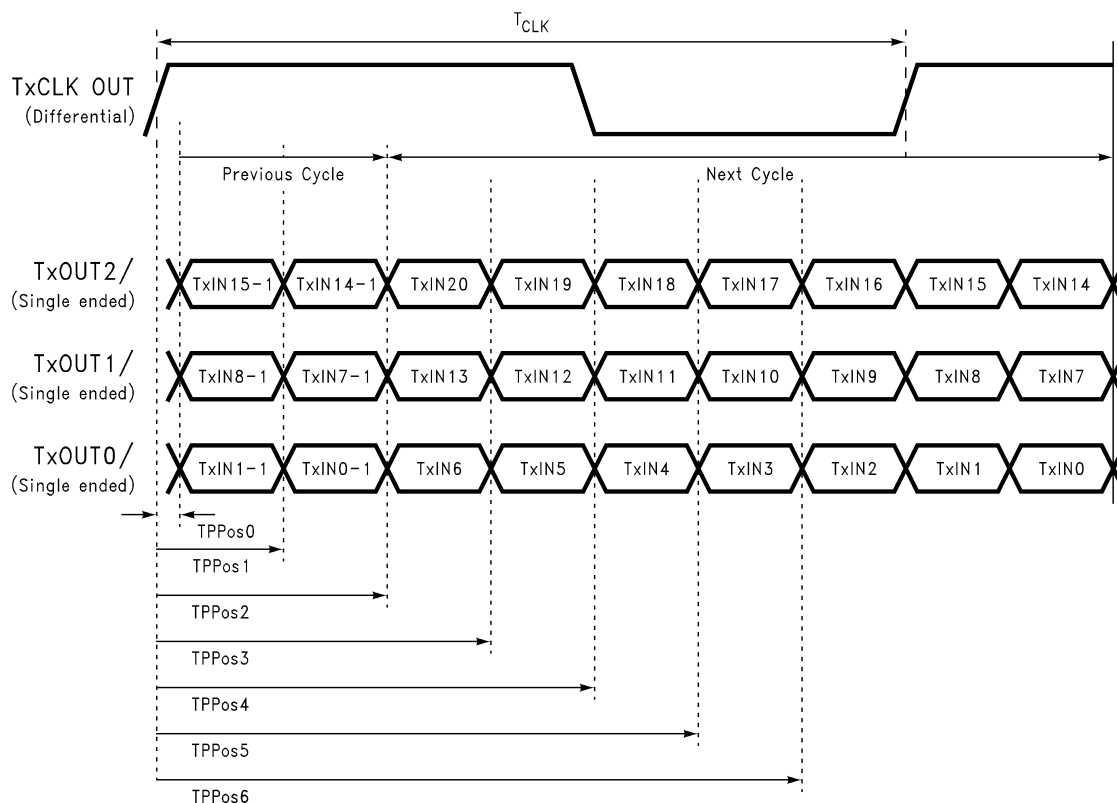 TCLK
TxCLK OUT
(Differential)
Previous Cycle
Next Cycle
TxOUT2/
(Single ended)
TxIN15-1 TxIN14-1 TxIN20 TxIN19 TxIN18 TxIN17 TxIN16 TxIN15 TxIN14
TxOUT1/
(Single ended)
TxIN8-1 TxIN7-1 TxIN13 TxIN12 TxIN11 TxIN10 TxIN9 TxIN8 TxIN7
TxOUT0/
(Single ended)
TxIN1-1 TxIN0-1 TxIN6 TxIN5 TxIN4 TxIN3 TxIN2 TxIN1 TxIN0
TPPos0
TPPos1
TPPos2
TPPos3
TPPos4
TPPos5
TPPos6